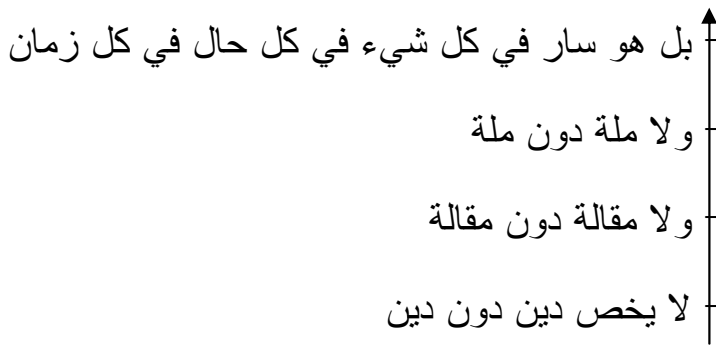 بل هو سار في كل شيء في كل حال في كل زمان
ولا ملة دون ملة
ولا مقالة دون مقالة
لا يخص دين دون دين